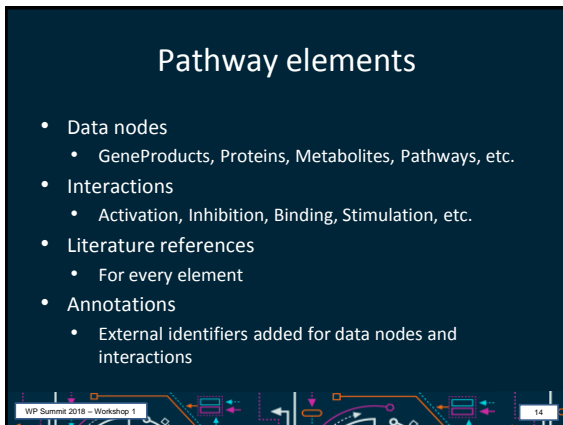 Pathway elements
• Data nodes
• GeneProducts, Proteins, Metabolites, Pathways, etc.
• Interactions
• Activation, Inhibition, Binding, Stimulation, etc.
• Literature references
• For every element
• Annotations
• External identifiers added for data nodes and
interactions
WP Summit 2018 – Workshop 1
14